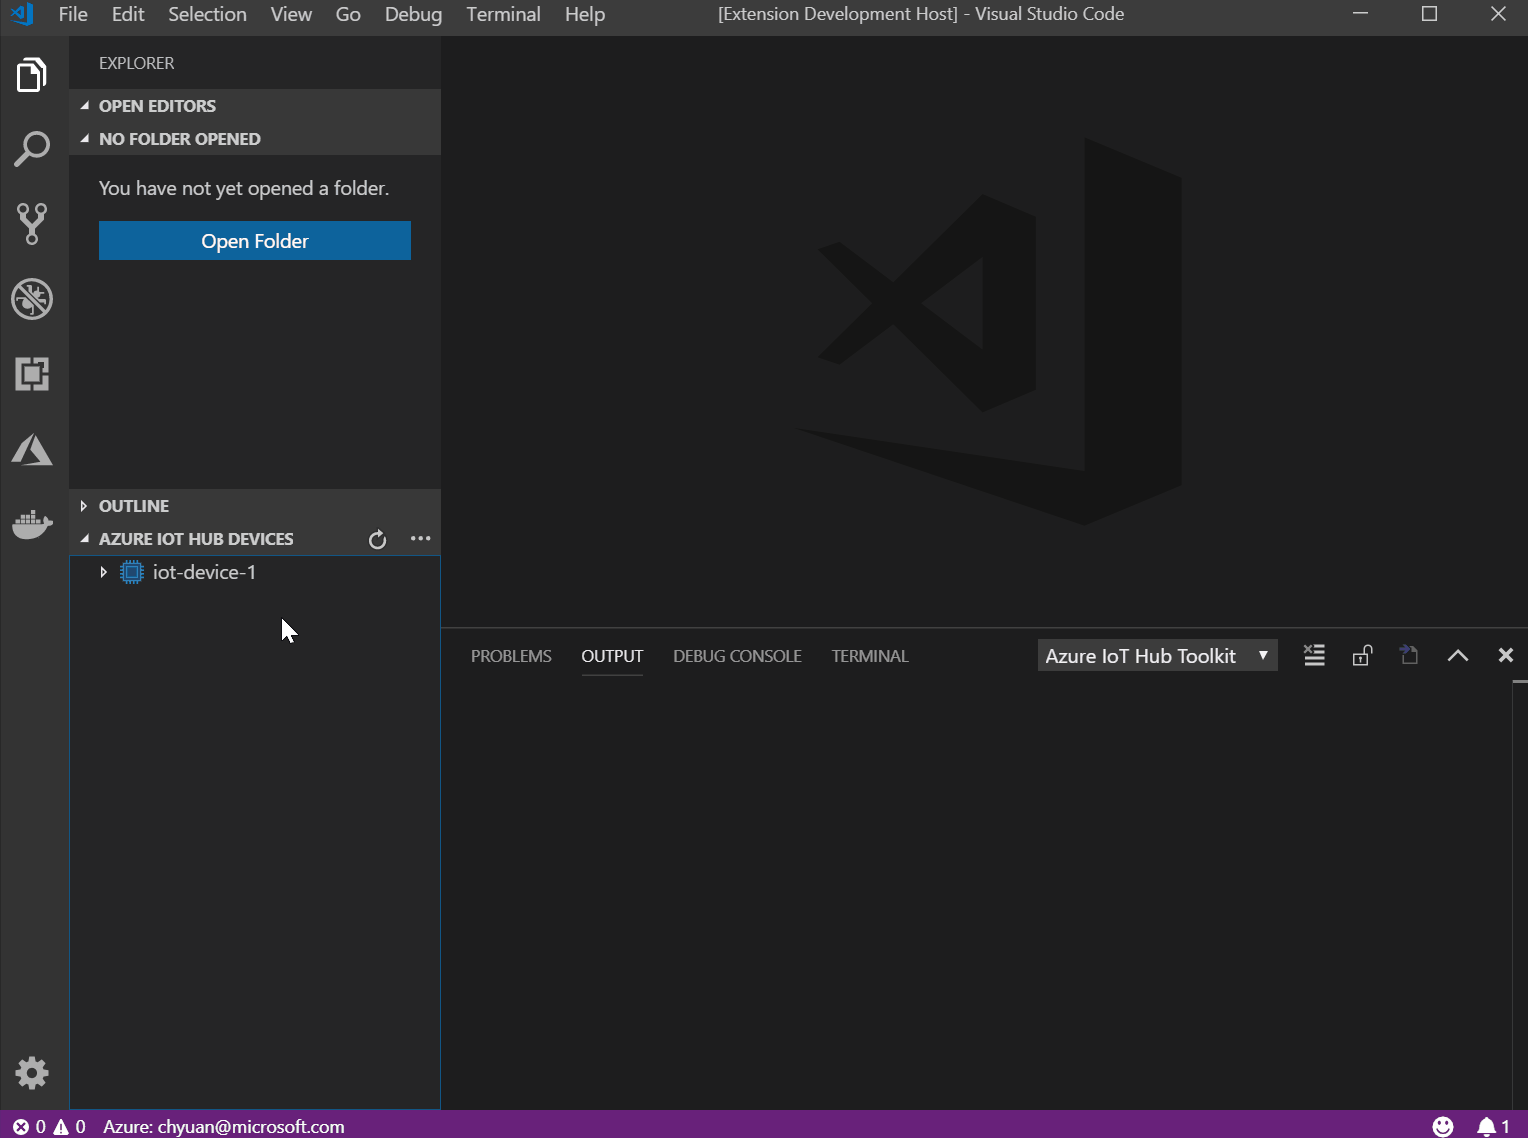 File Edit Selection View Go Debug Terminal Help [Extension Development Host] - Visual Studio Code
EXPLORER
OPEN EDITORS
NO FOLDER OPENED
You have not yet opened a folder.
Open Folder
OUTLINE
AZURE IOT HUB DEVICES
iot-device-1
PROBLEMS OUTPUT DEBUG CONSOLE TERMINAL Azure IoT Hub Toolkit
0 0 Azure: chyuan@microsoft.com 1